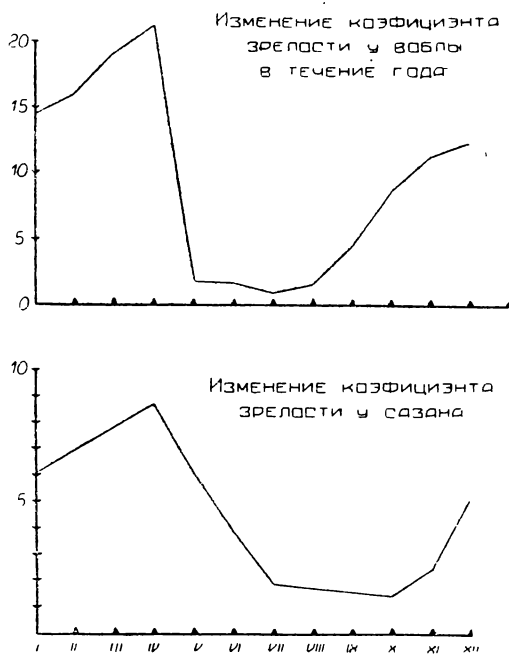 Изменение коэфициэнта
зрелости у воблы
в течение года
20
15
10
5
0
Изменение коэфициэнта
зрелости у сазана
10
5
I II III IV V VI VII VIII IX X XI XII